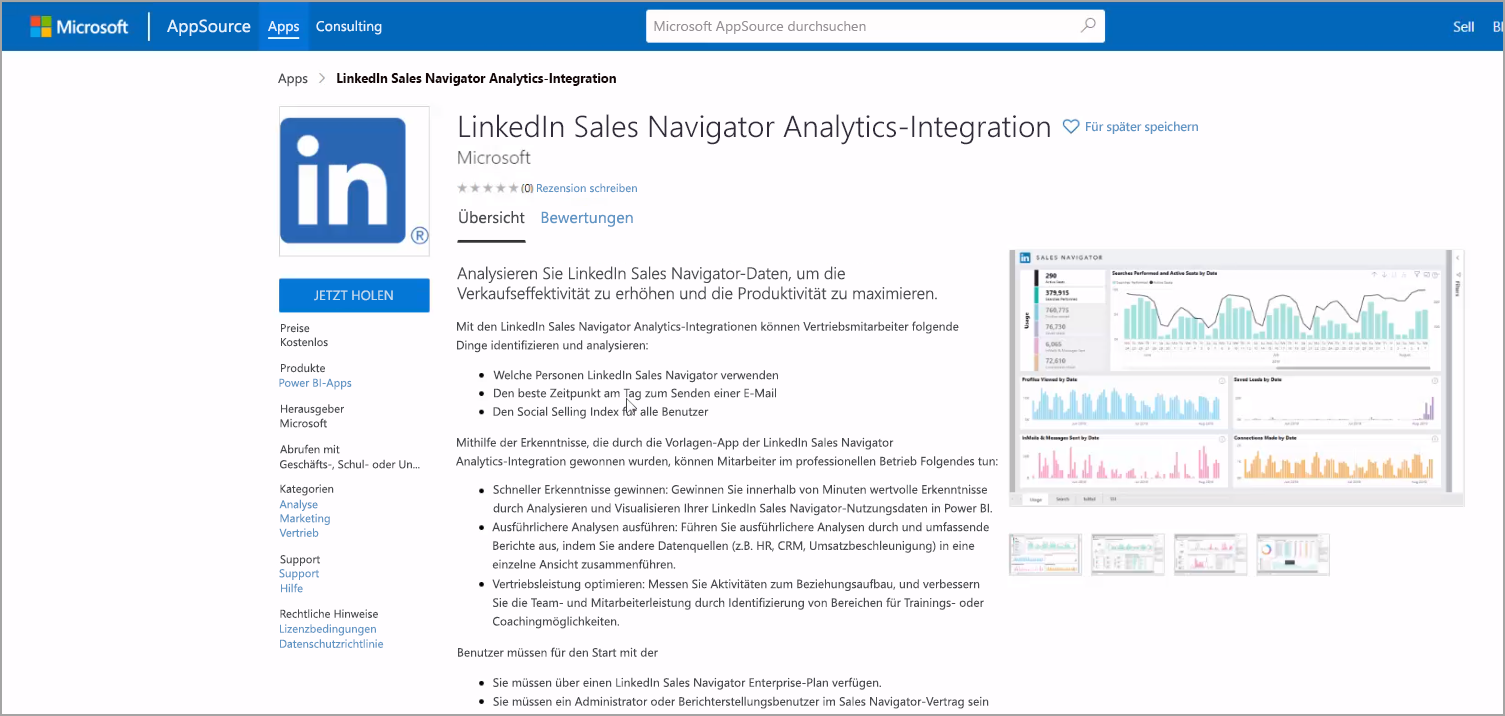 Microsoft
AppSource
Apps
Consulting
Microsoft AppSource durchsuchen
Sell
Apps
LinkedIn Sales Navigator Analytics-Integration
in
®
LinkedIn Sales Navigator Analytics-Integration
Für später speichern
Microsoft
(0) Rezension schreiben
Übersicht
Bewertungen
JETZT HOLEN
Preise
Kostenlos
Produkte
Power BI-Apps
Herausgeber
Microsoft
Abrufen mit
Geschäfts-, Schul- oder Un...
Kategorien
Analyse
Marketing
Vertrieb
Support
Support
Hilfe
Rechtliche Hinweise
Lizenzbedingungen
Datenschutzrichtlinie
Analysieren Sie LinkedIn Sales Navigator-Daten, um die
Verkaufseffektivität zu erhöhen und die Produktivität zu maximieren.
Mit den LinkedIn Sales Navigator Analytics-Integrationen können Vertriebsmitarbeiter folgende
Dinge identifizieren und analysieren:
Welche Personen LinkedIn Sales Navigator verwenden
Den beste Zeitpunkt am Tag zum Senden einer E-Mail
Den Social Selling Index für alle Benutzer
Mithilfe der Erkenntnisse, die durch die Vorlagen-App der LinkedIn Sales Navigator
Analytics-Integration gewonnen wurden, können Mitarbeiter im professionellen Betrieb Folgendes tun:
Schneller Erkenntnisse gewinnen: Gewinnen Sie innerhalb von Minuten wertvolle Erkenntnisse
durch Analysieren und Visualisieren Ihrer LinkedIn Sales Navigator-Nutzungsdaten in Power BI.
Ausführlichere Analysen ausführen: Führen Sie ausführlichere Analysen durch und umfassende
Berichte aus, indem Sie andere Datenquellen (z.B. HR, CRM, Umsatzbeschleunigung) in eine
einzelne Ansicht zusammenführen.
Vertriebsleistung optimieren: Messen Sie Aktivitäten zum Beziehungsaufbau, und verbessern
Sie die Team- und Mitarbeiterleistung durch Identifizierung von Bereichen für Trainings- oder
Coachingmöglichkeiten.
Benutzer müssen für den Start mit der
Sie müssen über einen LinkedIn Sales Navigator Enterprise-Plan verfügen.
Sie müssen ein Administrator oder Berichterstellungsbenutzer im Sales Navigator-Vertrag sein
in SALES NAVIGATOR
Usage
290
Active Seats
379,915
Searches Performed
760,775
76,730
6,065
72,610
Searches Performed and Active Seats by Date
Filters
Profiles Viewed by Date
Saved Leads by Date
InMails & Messages Sent by Date
Connections Made by Date
Usage
Search
InMail
SSI